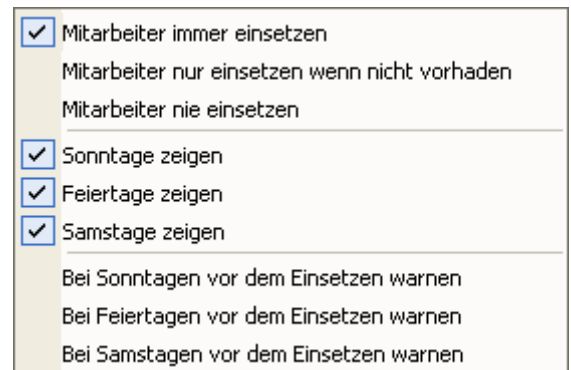 Mitarbeiter immer einsetzen
Mitarbeiter nur einsetzen wenn nicht vorhaden
Mitarbeiter nie einsetzen
Sonntage zeigen
Feiertage zeigen
Samstage zeigen
Bei Sonntagen vor dem Einsetzen warnen
Bei Feiertagen vor dem Einsetzen warnen
Bei Samstagen vor dem Einsetzen warnen